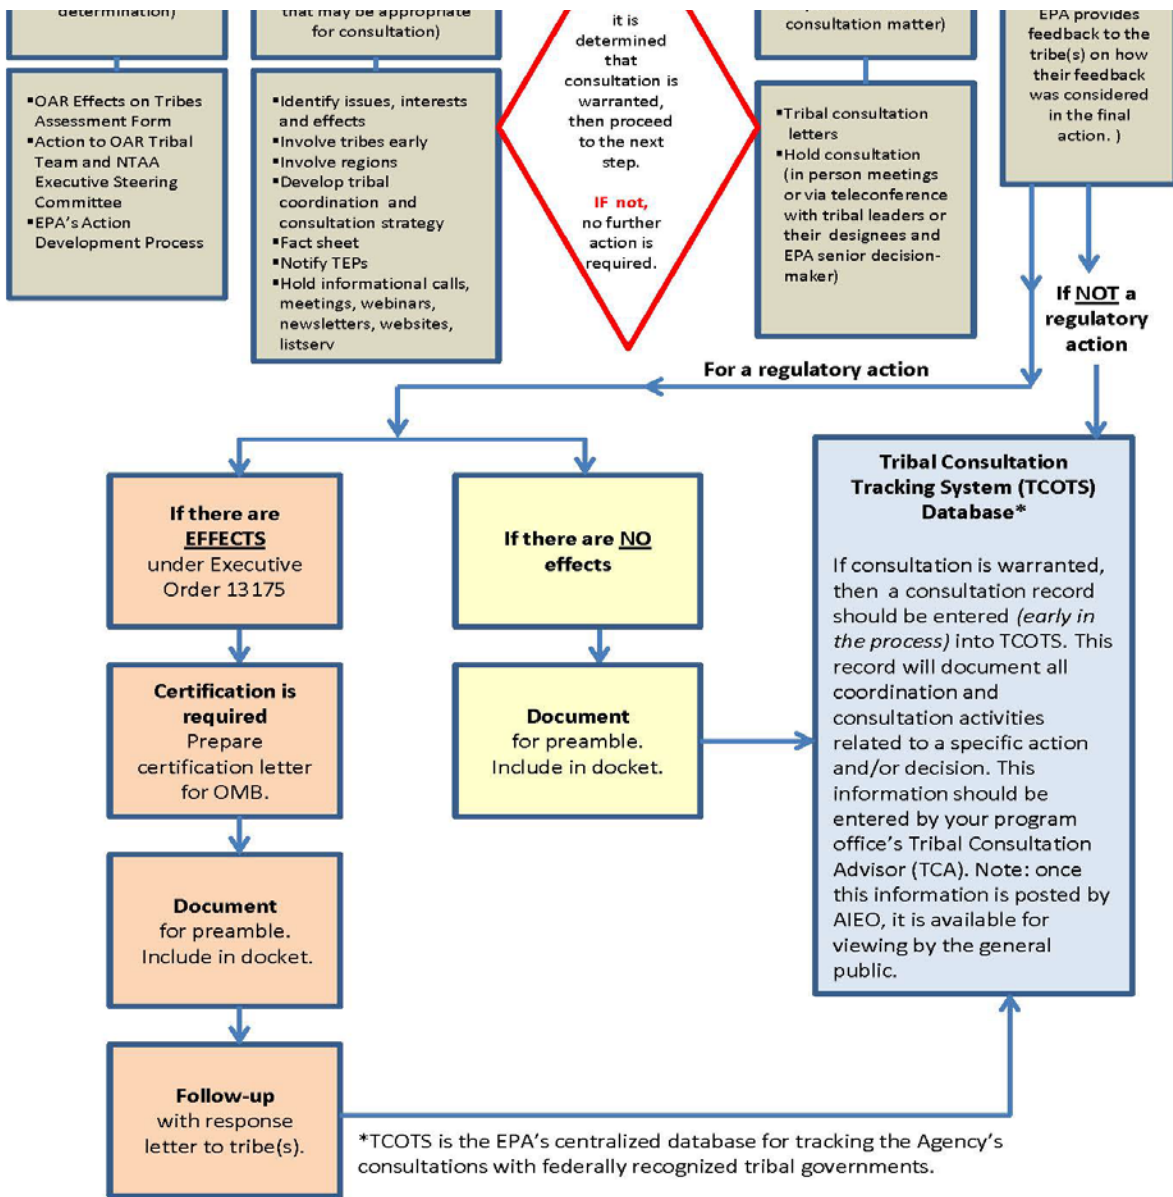 determination)
▪OAR Effects on Tribes
Assessment Form
▪Action to OAR Tribal
Team and NTAA
Executive Steering
Committee
▪EPA's Action
Development Process
that may be appropriate
for consultation)
▪Identify issues, interests
and effects
▪Involve tribes early
▪Involve regions
▪Develop tribal
coordination and
consultation strategy
▪Fact sheet
▪Notify TEPs
▪Hold informational calls,
meetings, webinars,
newsletters, websites,
listserv
it is
determined
that
consultation is
warranted,
then proceed
to the next
step.
IF not,
no further
action is
required.
consultation matter)
▪Tribal consultation
letters
▪Hold consultation
(in person meetings
or via teleconference
with tribal leaders or
their designees and
EPA senior decision-
maker)
EPA provides
feedback to the
tribe(s) on how
their feedback
was considered
in the final
action. )
If NOT a
regulatory
action
For a regulatory action
If there are
EFFECTS
under Executive
Order 13175
Certification is
required
Prepare
certification letter
for OMB.
Document
for preamble.
Include in docket.
Follow-up
with response
letter to tribe(s).
If there are NO
effects
Document
for preamble.
Include in docket.
Tribal Consultation
Tracking System (TCOTS)
Database*
If consultation is warranted,
then a consultation record
should be entered (early in
the process) into TCOTS. This
record will document all
coordination and
consultation activities
related to a specific action
and/or decision. This
information should be
entered by your program
office's Tribal Consultation
Advisor (TCA). Note: once
this information is posted by
AIEO, it is available for
viewing by the general
public.
*TCOTS is the EPA's centralized database for tracking the Agency's
consultations with federally recognized tribal governments.